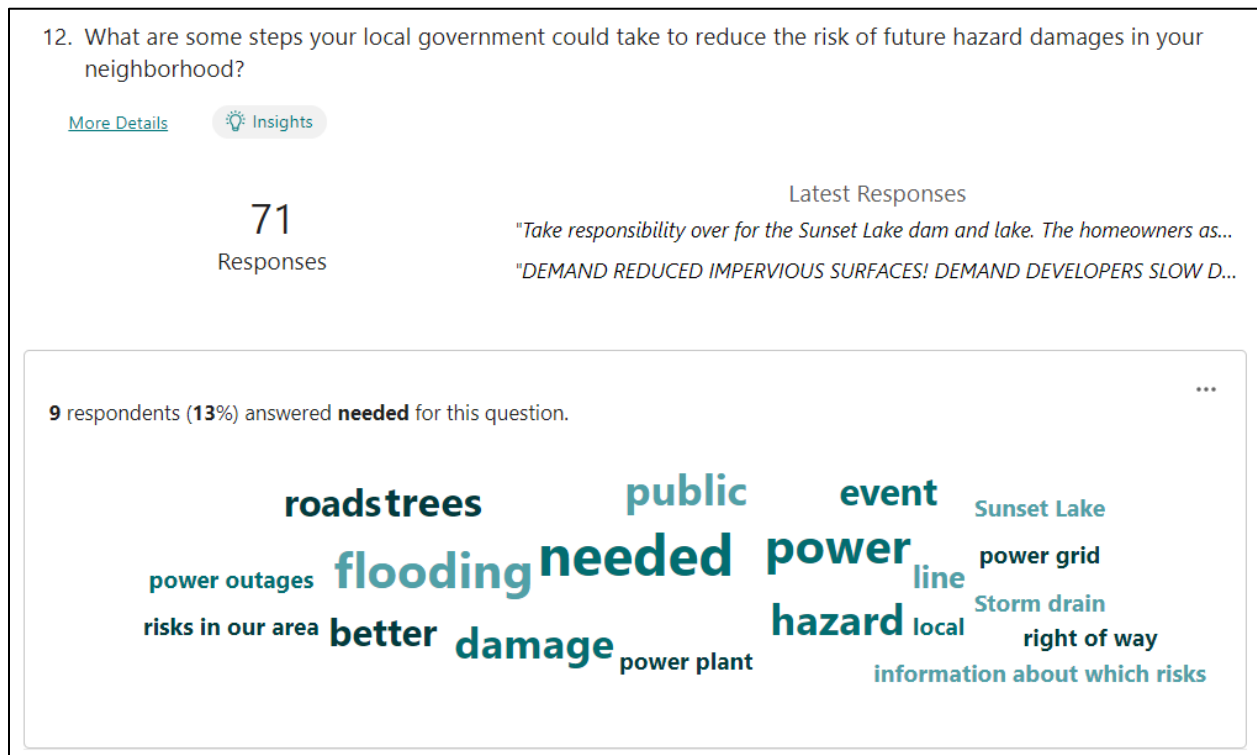 12. What are some steps your local government could take to reduce the risk of future hazard damages in your
neighborhood?
More Details
Insights
71
Responses
Latest Responses
"Take responsibility over for the Sunset Lake dam and lake. The homeowners as...
"DEMAND REDUCED IMPERVIOUS SURFACES! DEMAND DEVELOPERS SLOW D...
...
9 respondents (13%) answered needed for this question.
roads trees public event Sunset Lake
power outages flooding needed power line power grid
Storm drain
risks in our area better damage power plant hazard local right of way
information about which risks